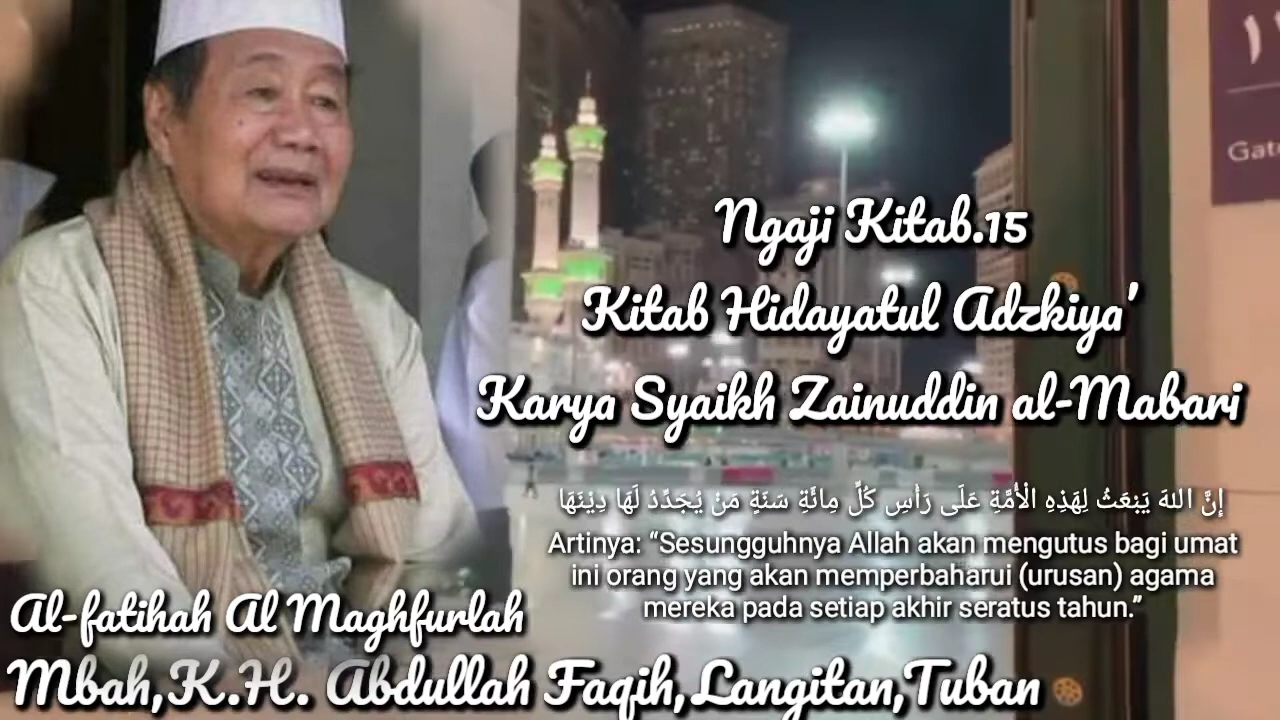 Ngaji Kitab.15
Kitab Hidayatul Adzkiya'
Karya Syaikh Zainuddin al-Mabari
إِنَّ اللهَ يَبْعَثُ لِهَذِهِ الْأُمَّةِ عَلَى رَأْسِ كُلِّ مِائَةِ سَنَةٍ مَنْ يُجَدِّدُ لَهَا دِيْنَهَا
Artinya: “Sesungguhnya Allah akan mengutus bagi umat
ini orang yang akan memperbaharui (urusan) agama
mereka pada setiap akhir seratus tahun.”
Al-fatihah Al Maghfurlah
Mbah,K.H. Abdullah Faqih,Langitan,Tuban